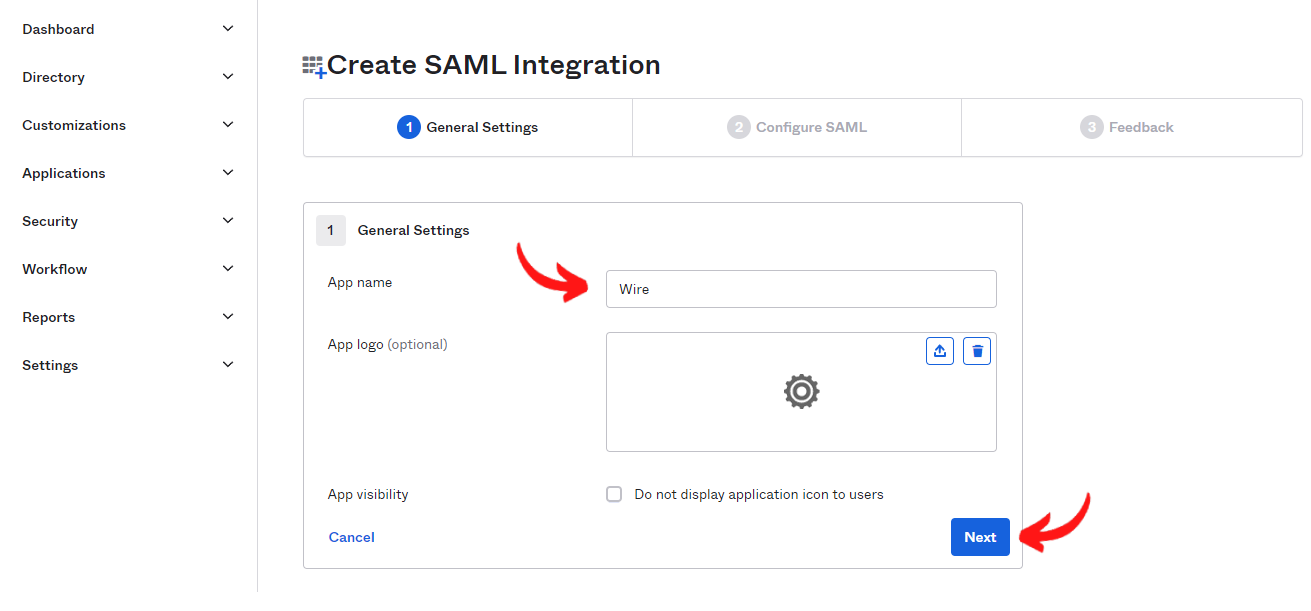 Dashboard
Directory
Customizations
Applications
Security
Workflow
Reports
Settings
Create SAML Integration
1 General Settings
2 Configure SAML
3 Feedback
1 General Settings
App name
Wire
App logo (optional)
App visibility
Do not display application icon to users
Cancel
Next